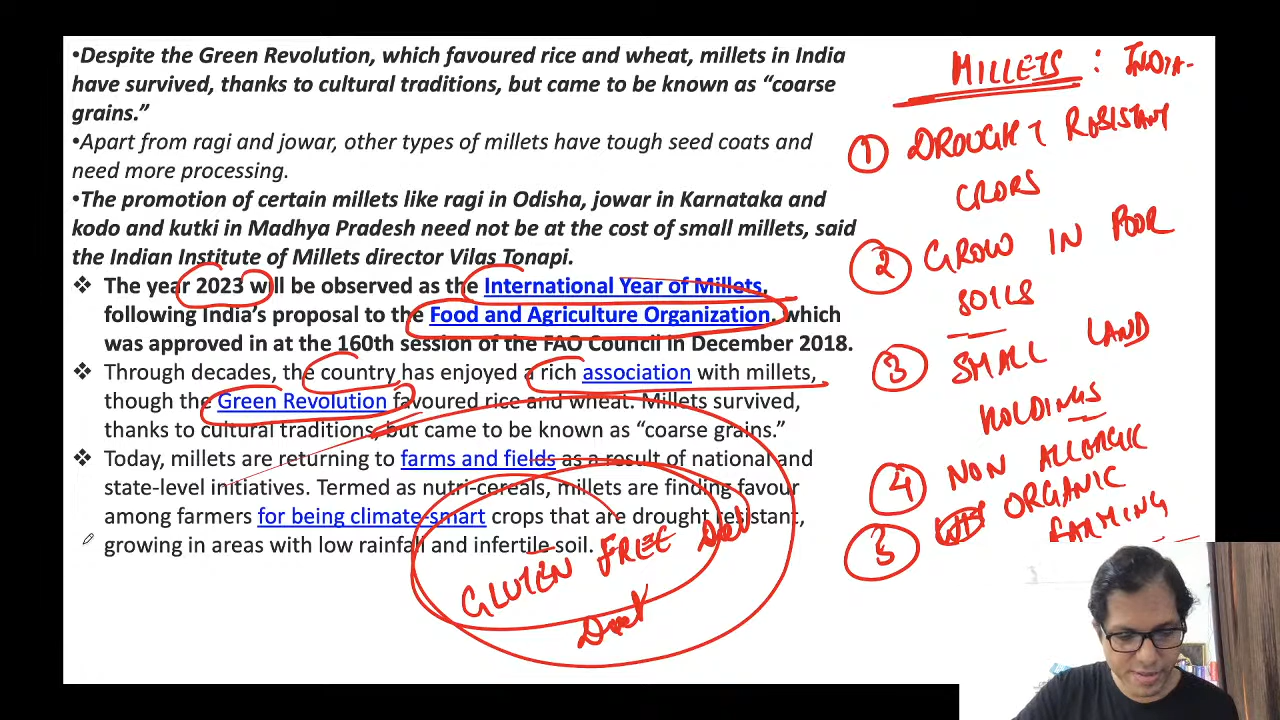 •Despite the Green Revolution, which favoured rice and wheat, millets in India
have survived, thanks to cultural traditions, but came to be known as “coarse
grains.”
•Apart from ragi and jowar, other types of millets have tough seed coats and
need more processing.
•The promotion of certain millets like ragi in Odisha, jowar in Karnataka and
kodo and kutki in Madhya Pradesh need not be at the cost of small millets, said
the Indian Institute of Millets director Vilas Tonapi.
❖ The year 2023 will be observed as the International Year of Millets,
following India’s proposal to the Food and Agriculture Organization, which
was approved in at the 160th session of the FAO Council in December 2018.
❖ Through decades, the country has enjoyed a rich association with millets,
though the Green Revolution favoured rice and wheat. Millets survived,
thanks to cultural traditions, but came to be known as “coarse grains.”
❖ Today, millets are returning to farms and fields as a result of national and
state-level initiatives. Termed as nutri-cereals, millets are finding favour
among farmers for being climate-smart crops that are drought resistant,
growing in areas with low rainfall and infertile soil.
GLUTEN FREE Diet
Diet
MILLETS : INDIA-
1 DROUGHT RESISTANT
CROPS
2 GROW IN POOR
SOILS
3 SMALL LAND
HOLDINGS
4 NON ALLERGIC
5 ORGANIC
FARMING